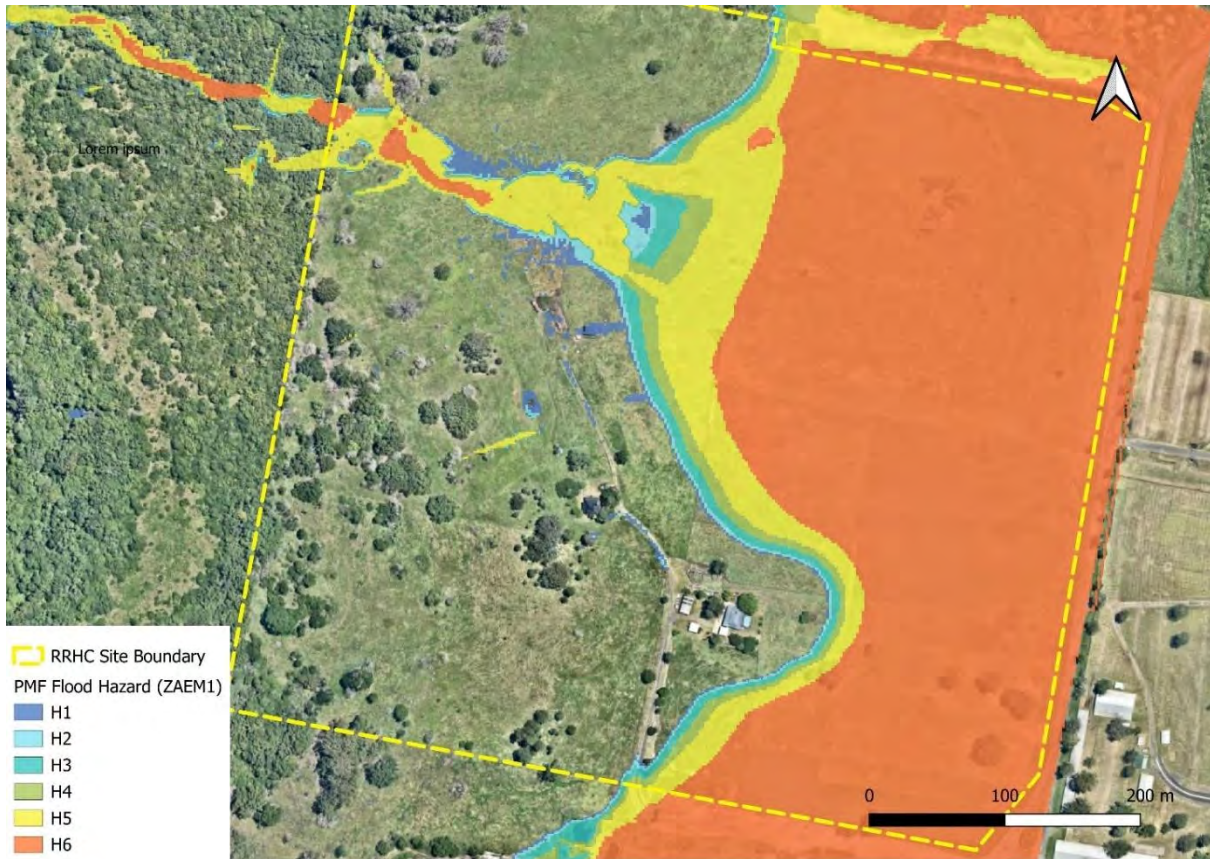 Lorem ipsum
RRHC Site Boundary
PMF Flood Hazard (ZAEM1)
H1
H2
H3
H4
H5
H6
0 100 200 m